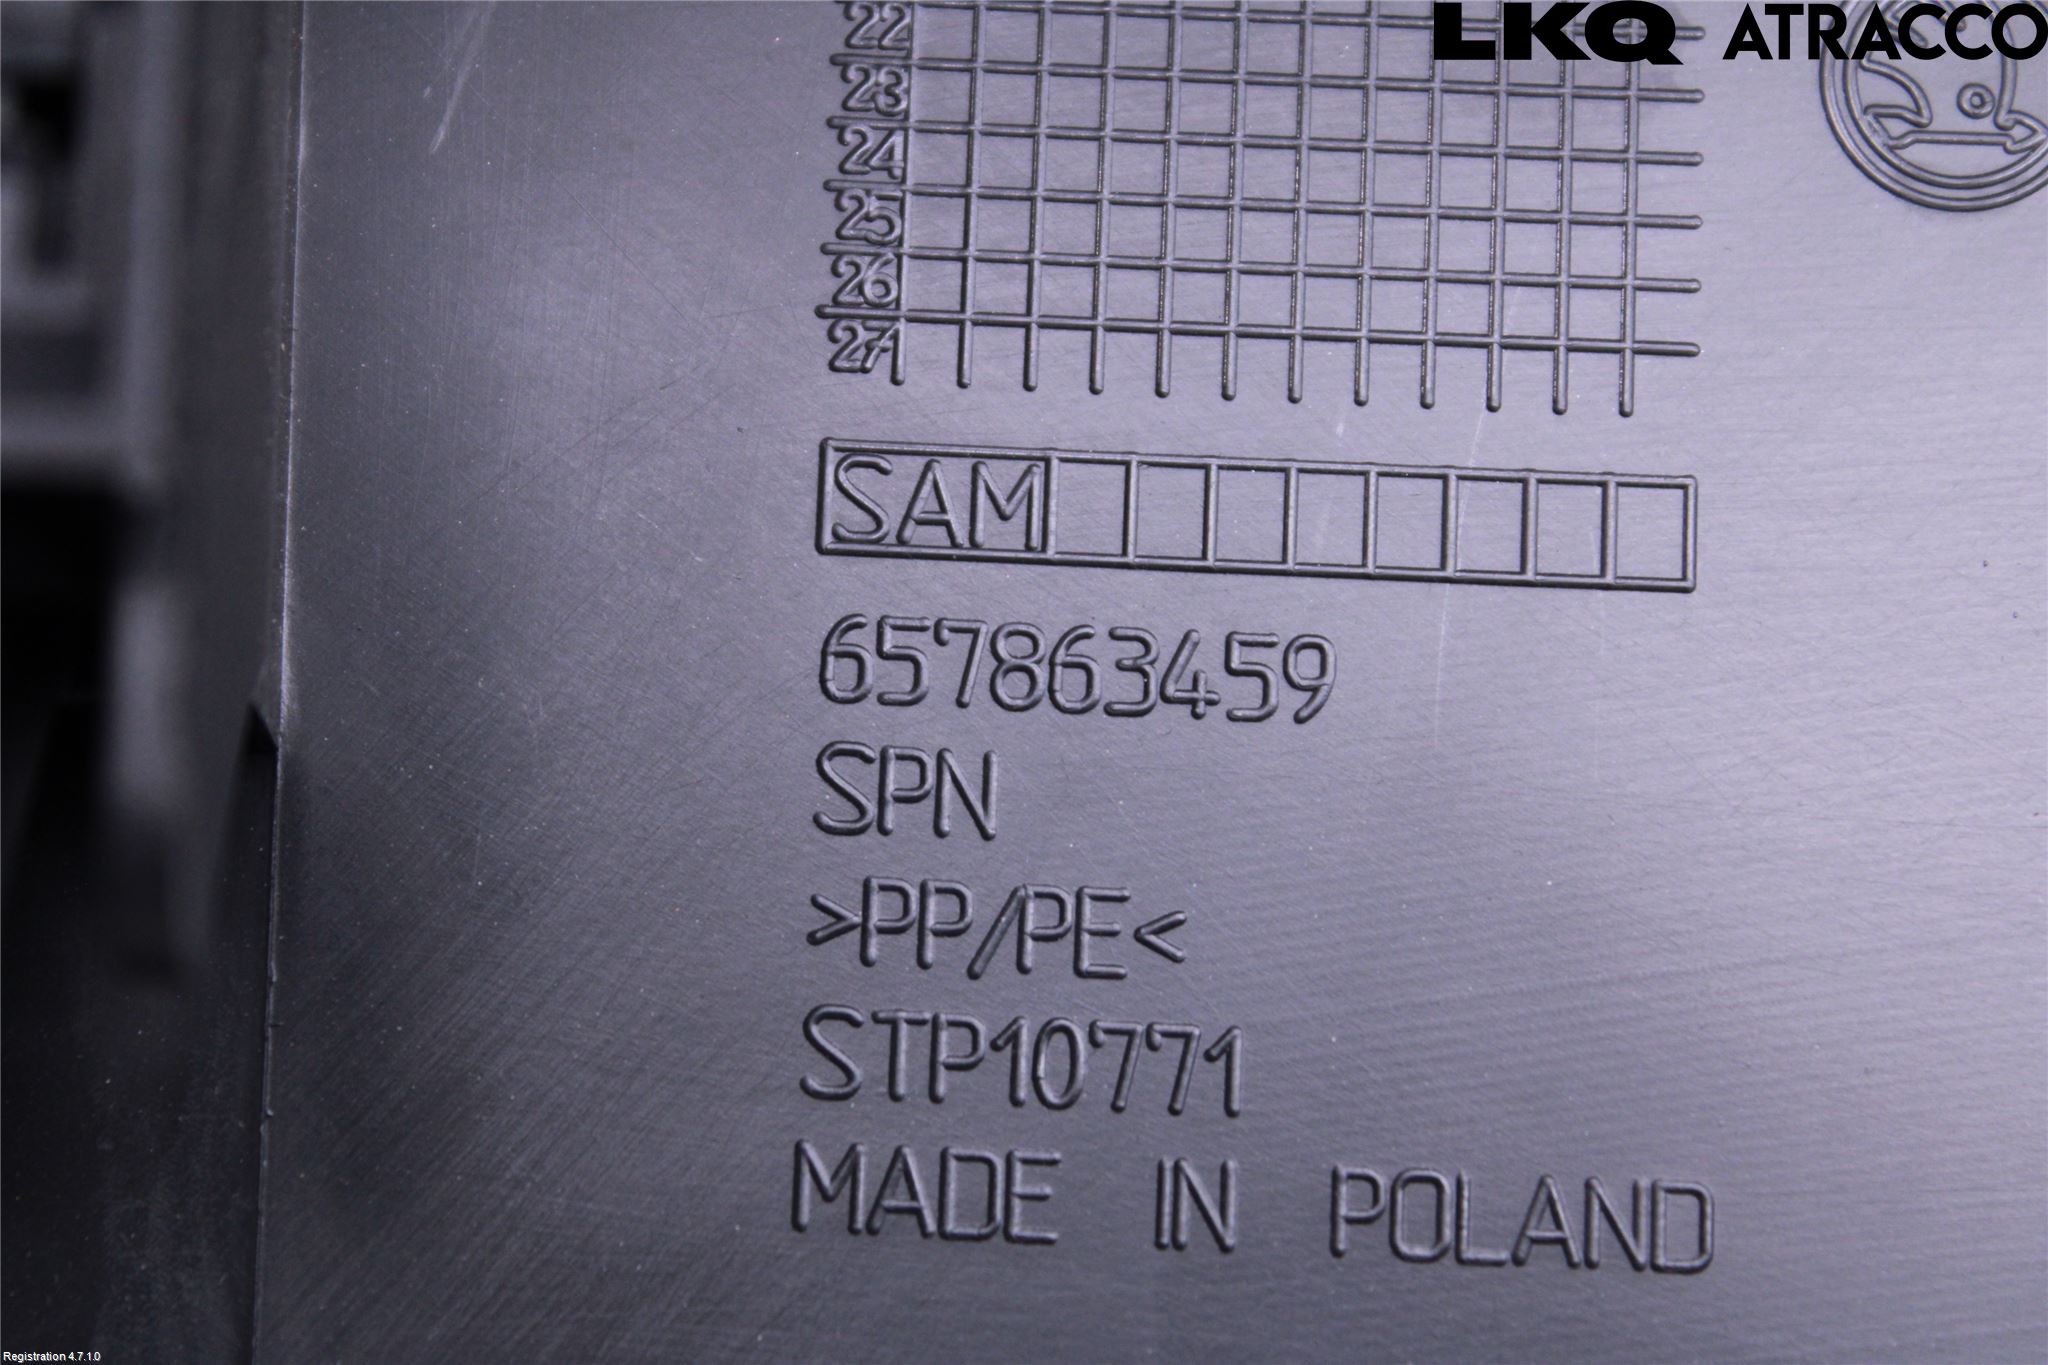 LKQ ATRACCO
22
23
24
25
26
27
SAM
657863459
SPN
>PP/PE<
STP10771
MADE IN POLAND
Registration 4.7.1.0